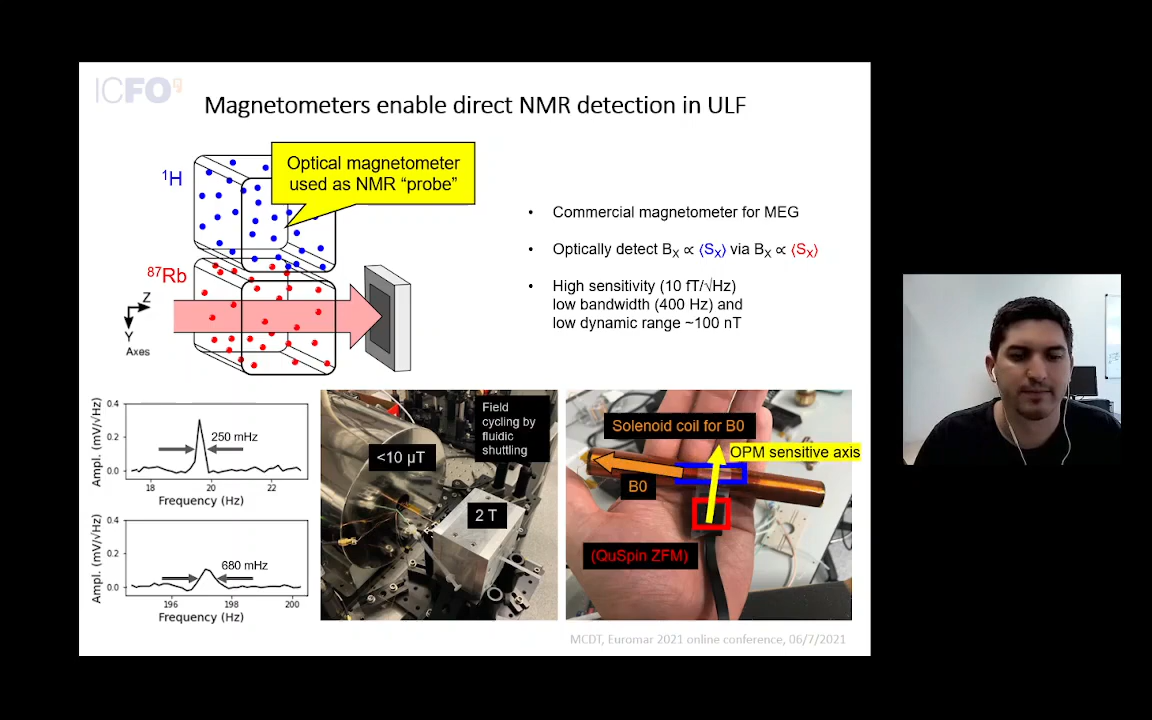 ICFO
Magnetometers enable direct NMR detection in ULF
¹H
Optical magnetometer
used as NMR “probe”
⁸⁷Rb
Z
Y
Axes
• Commercial magnetometer for MEG
• Optically detect Bₓ ∝ ⟨Sₓ⟩ via Bₓ ∝ ⟨Sₓ⟩
• High sensitivity (10 fT/√Hz)
low bandwidth (400 Hz) and
low dynamic range ~100 nT
Ampl. (mV/√Hz)
0.4
0.2
0.0
250 mHz
18 20 22
Frequency (Hz)
Ampl. (mV/√Hz)
0.4
0.2
0.0
680 mHz
196 198 200
Frequency (Hz)
<10 µT
Field
cycling by
fluidic
shuttling
2 T
Solenoid coil for B0
OPM sensitive axis
B0
(QuSpin ZFM)
MCDT, Euromar 2021 online conference, 06/7/2021